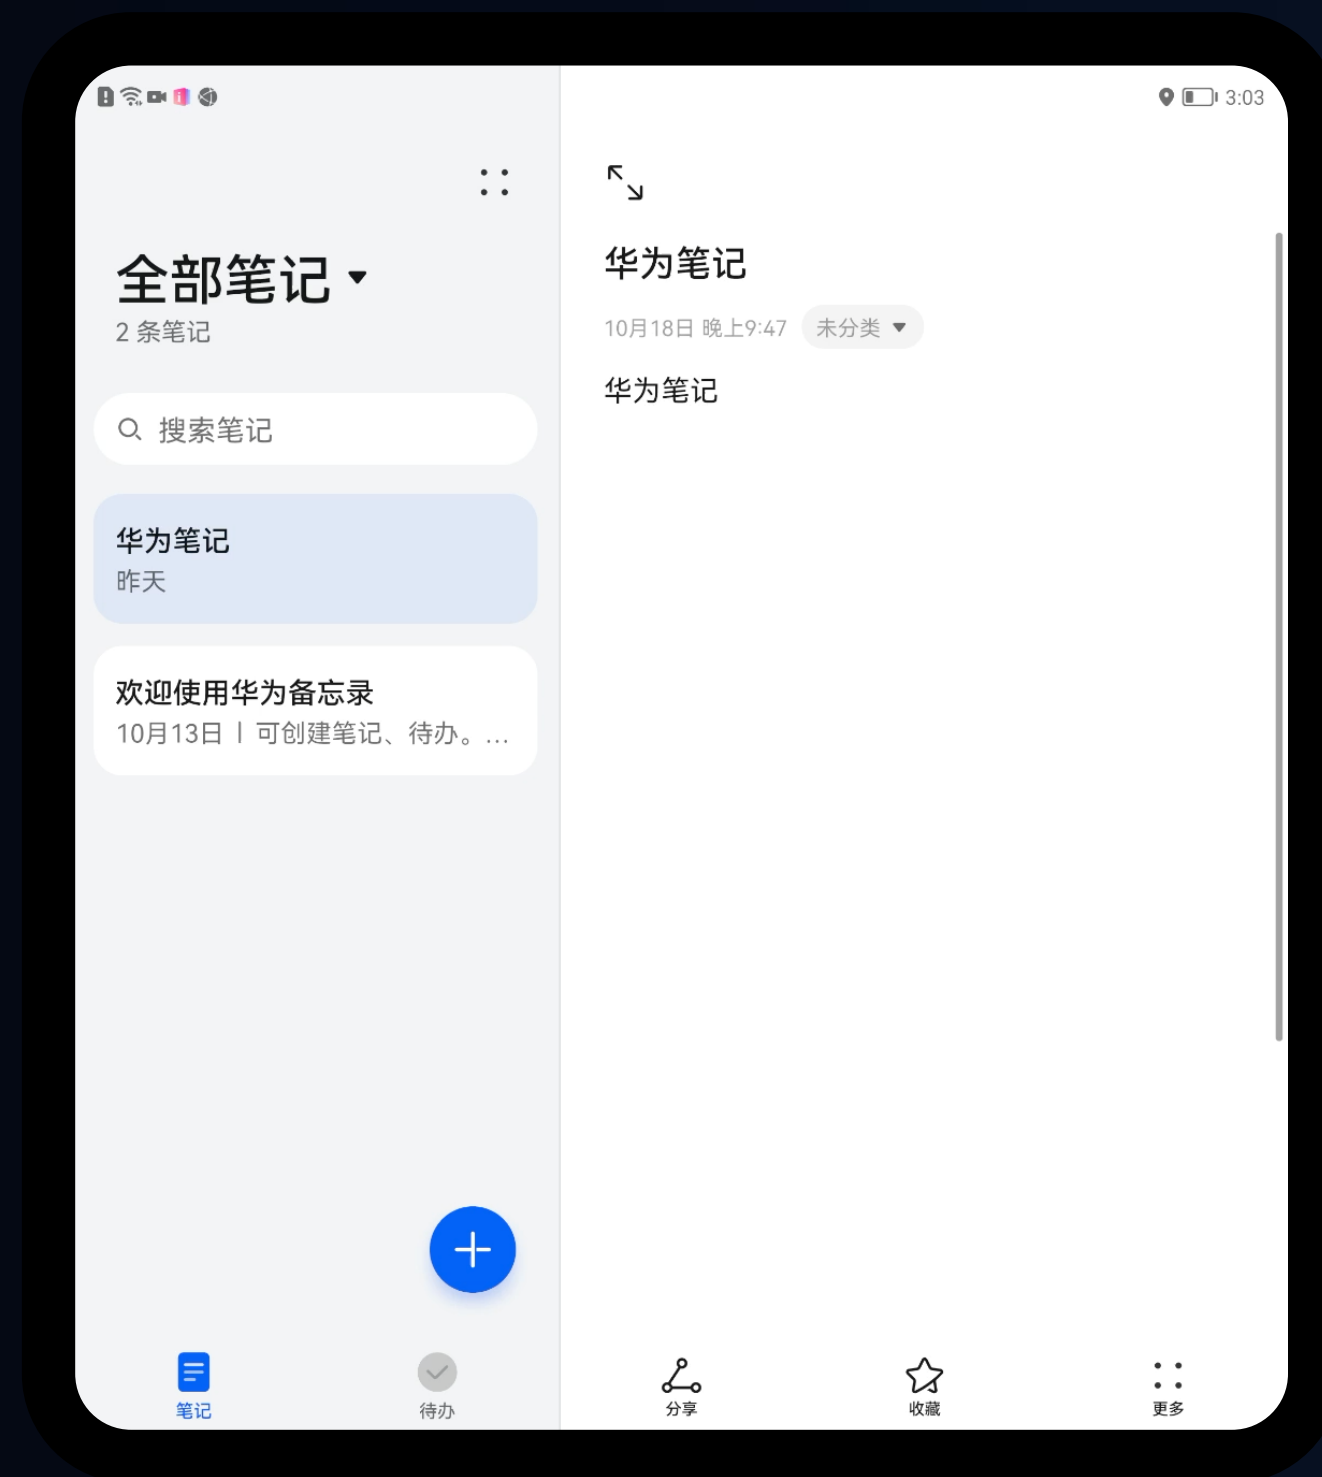 3:03
全部笔记
2 条笔记
搜索笔记
华为笔记
昨天
欢迎使用华为备忘录
10月13日 | 可创建笔记、待办。...
笔记
待办
华为笔记
10月18日 晚上9:47 未分类
华为笔记
分享
收藏
更多